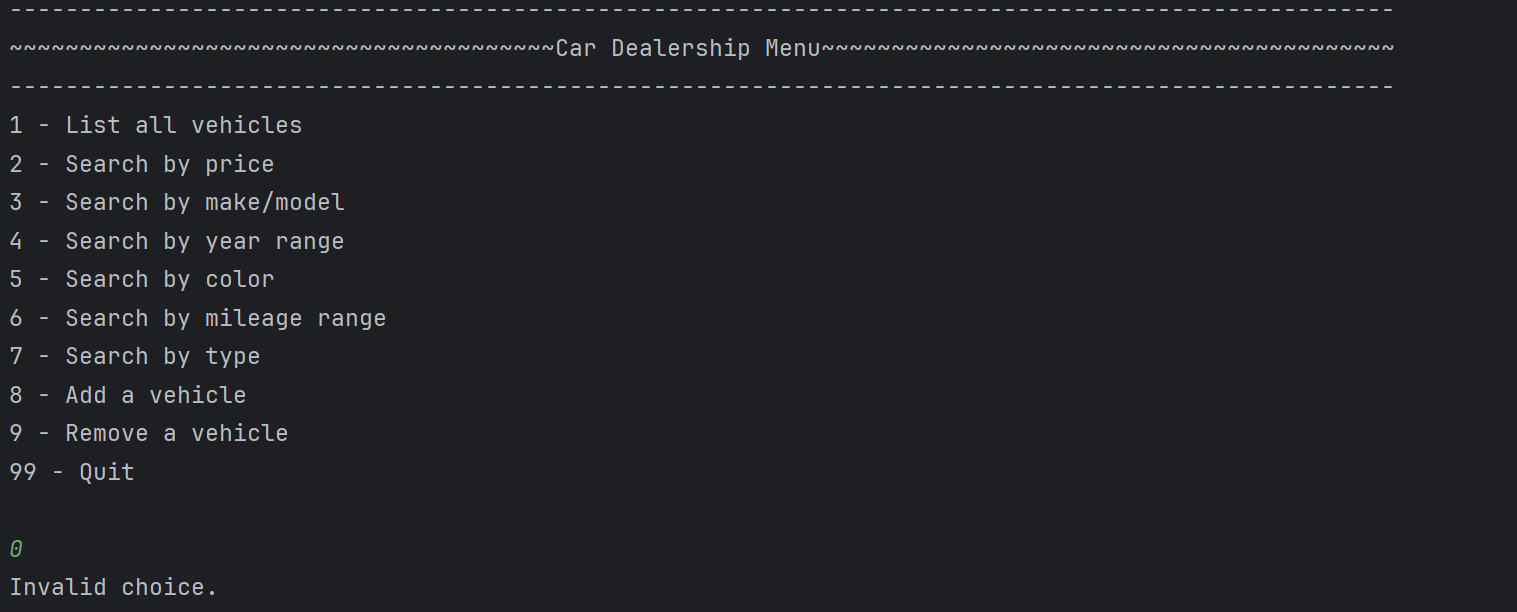 ---------------------------------------------------------------------------------------------------
~~~~~~~~~~~~~~~~~~~~~~~~~~~~~~~~~~~~~~~Car Dealership Menu~~~~~~~~~~~~~~~~~~~~~~~~~~~~~~~~~~~~~~~~~
---------------------------------------------------------------------------------------------------
1 - List all vehicles
2 - Search by price
3 - Search by make/model
4 - Search by year range
5 - Search by color
6 - Search by mileage range
7 - Search by type
8 - Add a vehicle
9 - Remove a vehicle
99 - Quit
0
Invalid choice.